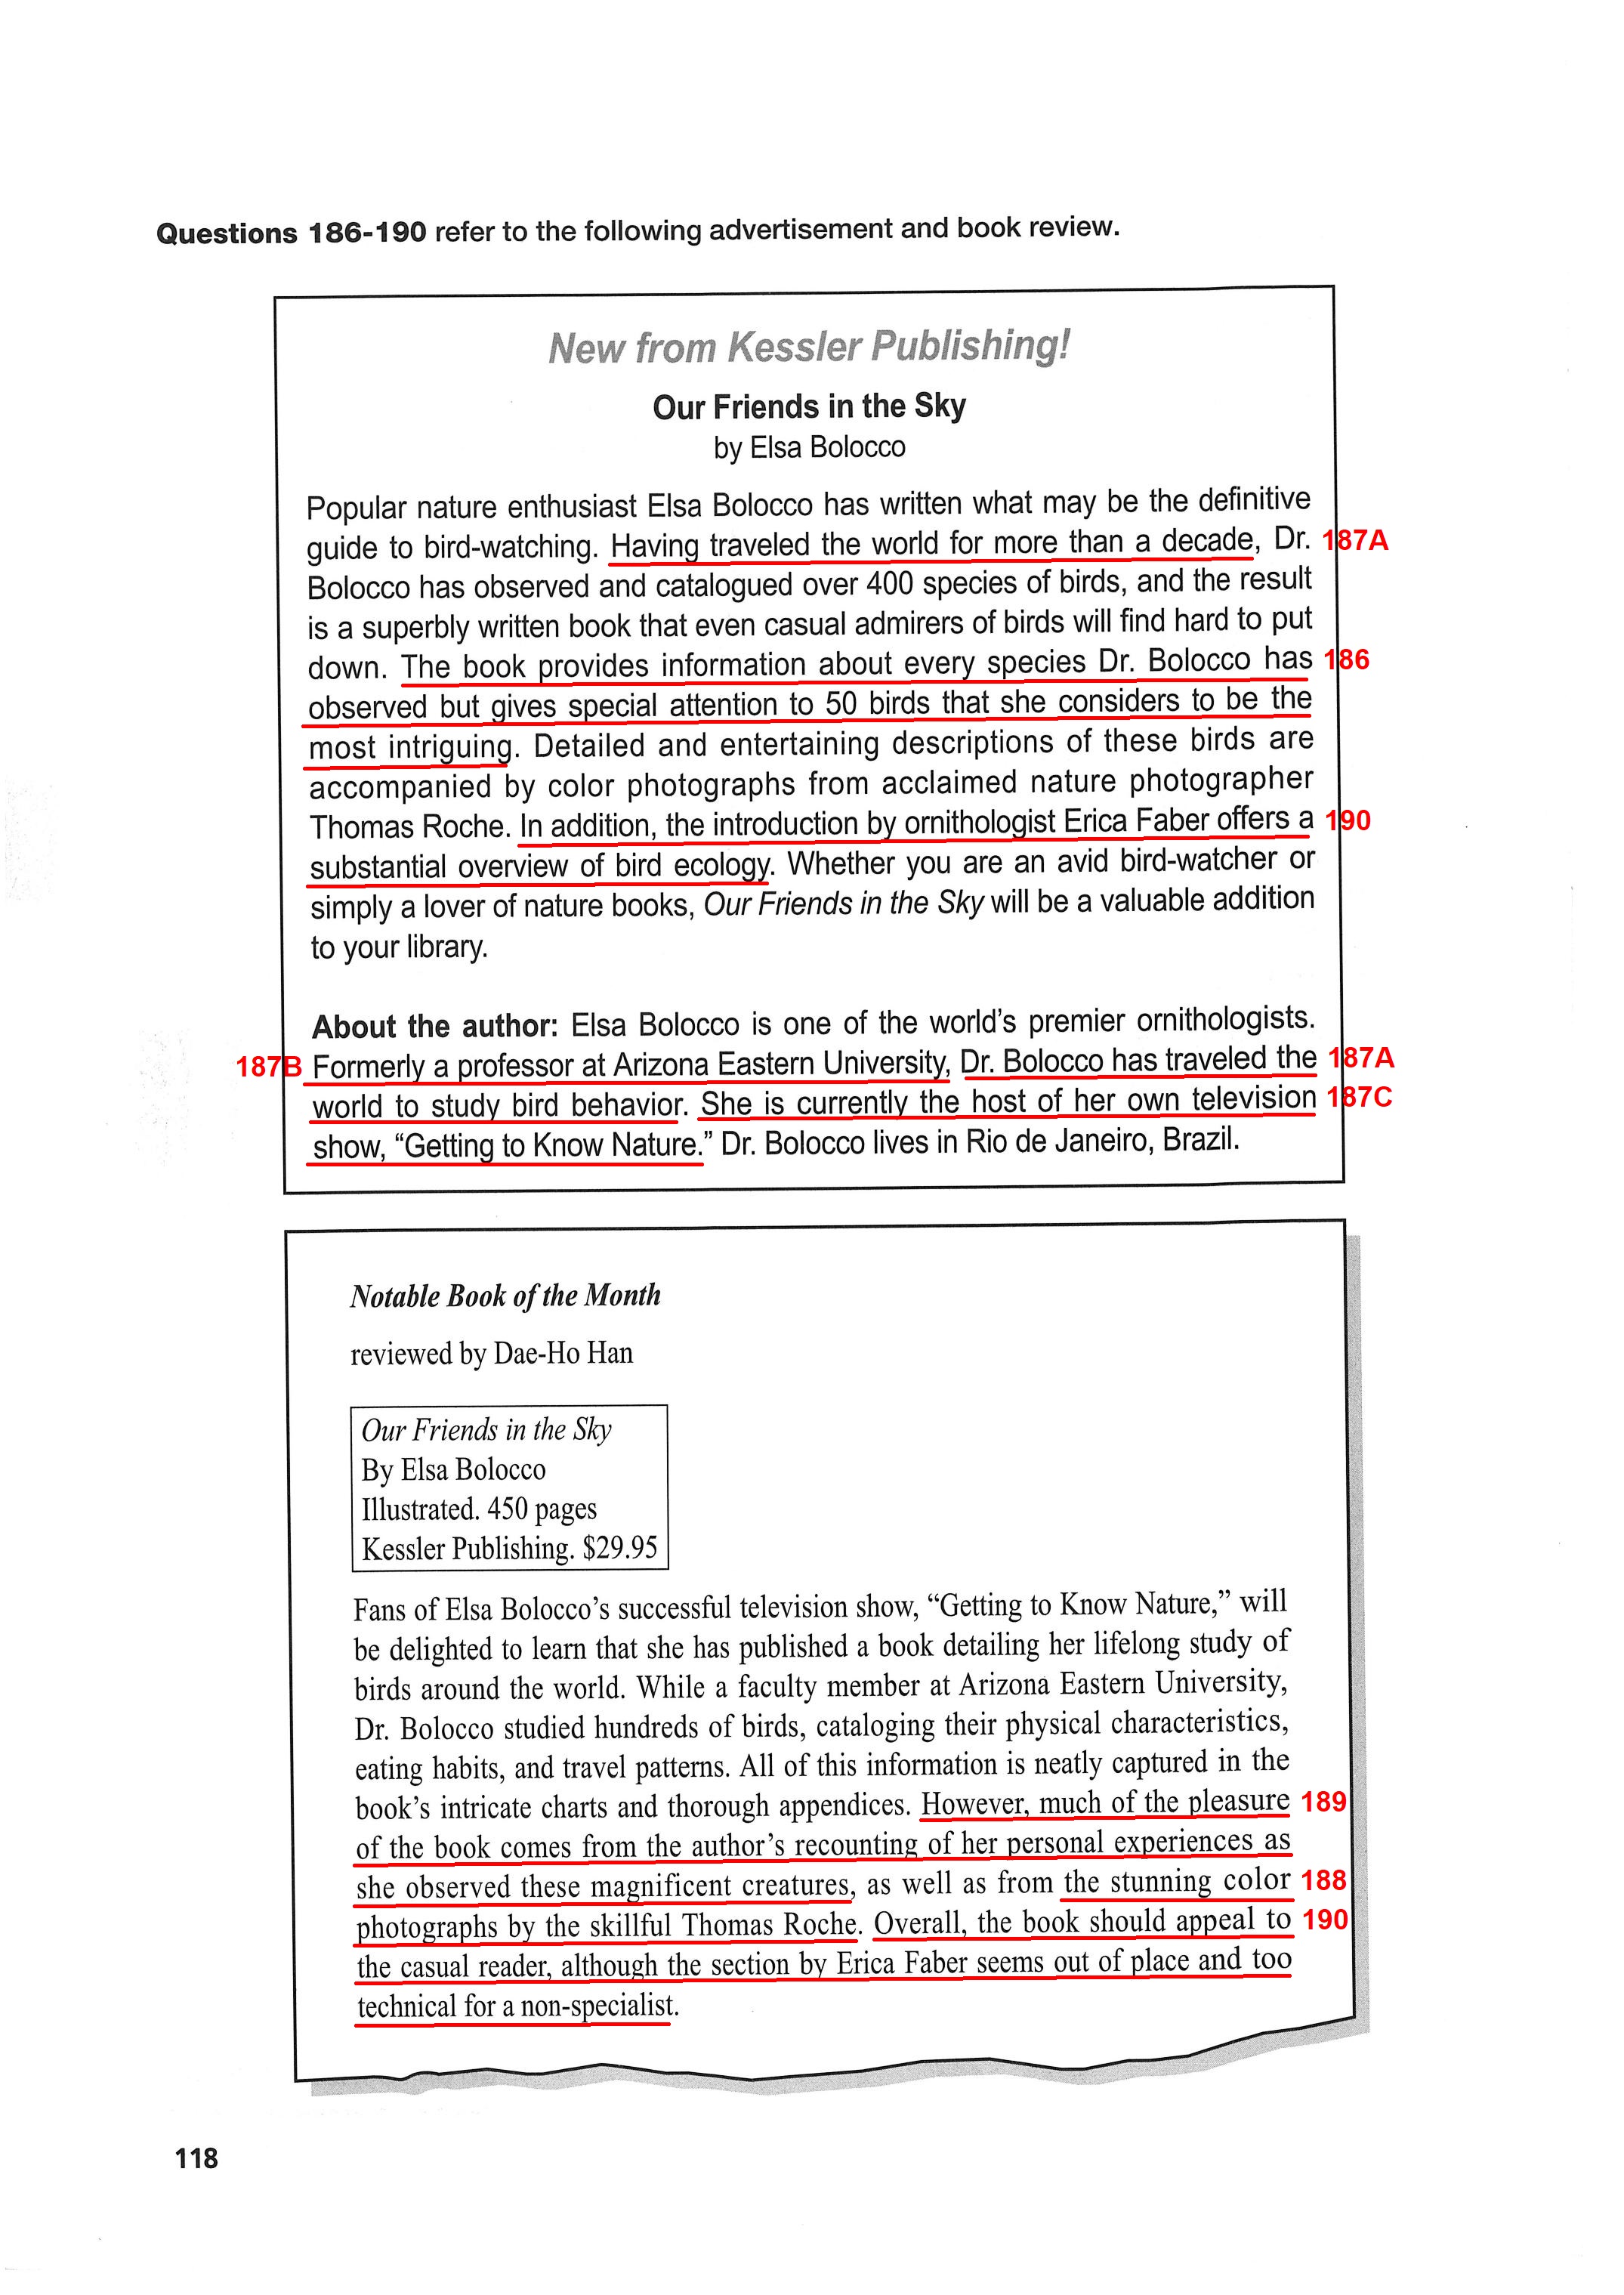 Questions 186-190 refer to the following advertisement and book review.
New from Kessler Publishing!
Our Friends in the Sky
by Elsa Bolocco
Popular nature enthusiast Elsa Bolocco has written what may be the definitive
guide to bird-watching. Having traveled the world for more than a decade, Dr. 187A
Bolocco has observed and catalogued over 400 species of birds, and the result
is a superbly written book that even casual admirers of birds will find hard to put
down. The book provides information about every species Dr. Bolocco has 186
observed but gives special attention to 50 birds that she considers to be the
most intriguing. Detailed and entertaining descriptions of these birds are
accompanied by color photographs from acclaimed nature photographer
Thomas Roche. In addition, the introduction by ornithologist Erica Faber offers a 190
substantial overview of bird ecology. Whether you are an avid bird-watcher or
simply a lover of nature books, Our Friends in the Sky will be a valuable addition
to your library.
About the author: Elsa Bolocco is one of the world's premier ornithologists.
187B Formerly a professor at Arizona Eastern University, Dr. Bolocco has traveled the 187A
world to study bird behavior. She is currently the host of her own television 187C
show, “Getting to Know Nature.” Dr. Bolocco lives in Rio de Janeiro, Brazil.
Notable Book of the Month
reviewed by Dae-Ho Han
Our Friends in the Sky
By Elsa Bolocco
Illustrated. 450 pages
Kessler Publishing. $29.95
Fans of Elsa Bolocco's successful television show, “Getting to Know Nature,” will
be delighted to learn that she has published a book detailing her lifelong study of
birds around the world. While a faculty member at Arizona Eastern University,
Dr. Bolocco studied hundreds of birds, cataloging their physical characteristics,
eating habits, and travel patterns. All of this information is neatly captured in the
book's intricate charts and thorough appendices. However, much of the pleasure 189
of the book comes from the author's recounting of her personal experiences as
she observed these magnificent creatures, as well as from the stunning color 188
photographs by the skillful Thomas Roche. Overall, the book should appeal to 190
the casual reader, although the section by Erica Faber seems out of place and too
technical for a non-specialist.
118